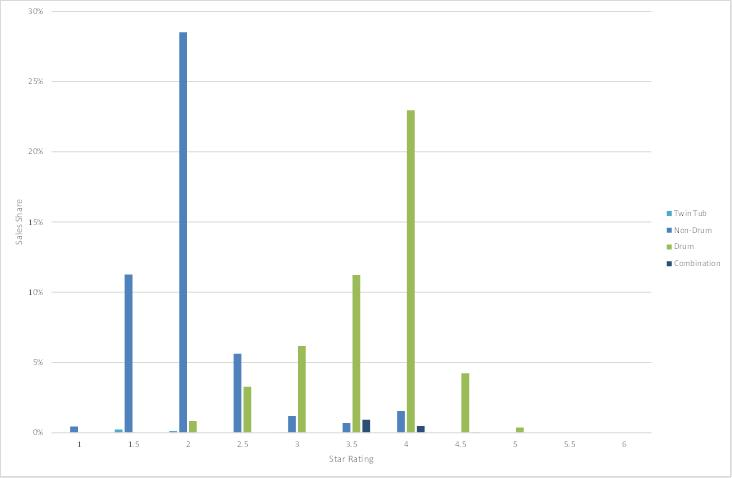 30%
25%
20%
15%
10%
5%
0%
Sales Share
1 1.5 2 2.5 3 3.5 4 4.5 5 5.5 6
Star Rating
Twin Tub
Non-Drum
Drum
Combination